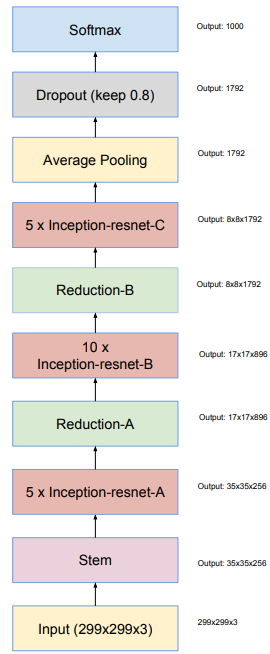 Softmax
Output: 1000
Dropout (keep 0.8)
Output: 1792
Average Pooling
Output: 1792
5 x Inception-resnet-C
Output: 8x8x1792
Reduction-B
Output: 8x8x1792
10 x
Inception-resnet-B
Output: 17x17x896
Reduction-A
Output: 17x17x896
5 x Inception-resnet-A
Output: 35x35x256
Stem
Output: 35x35x256
Input (299x299x3)
299x299x3